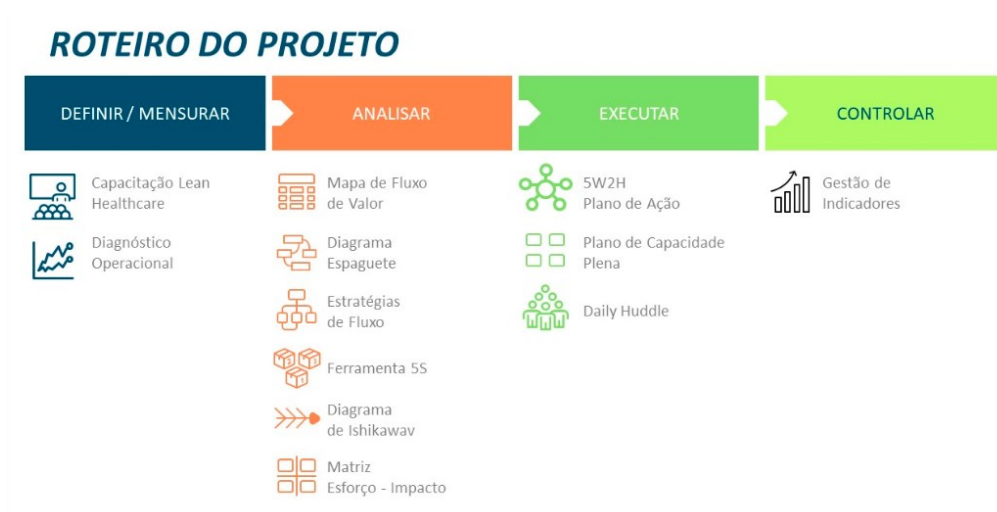 ROTEIRO DO PROJETO
DEFINIR / MENSURAR
Capacitação Lean
Healthcare
Diagnóstico
Operacional
ANALISAR
Mapa de Fluxo
de Valor
Diagrama
Espaguete
Estratégias
de Fluxo
Ferramenta 5S
Diagrama
de Ishikawav
Matriz
Esforço - Impacto
EXECUTAR
5W2H
Plano de Ação
Plano de Capacidade
Plena
Daily Huddle
CONTROLAR
Gestão de
Indicadores